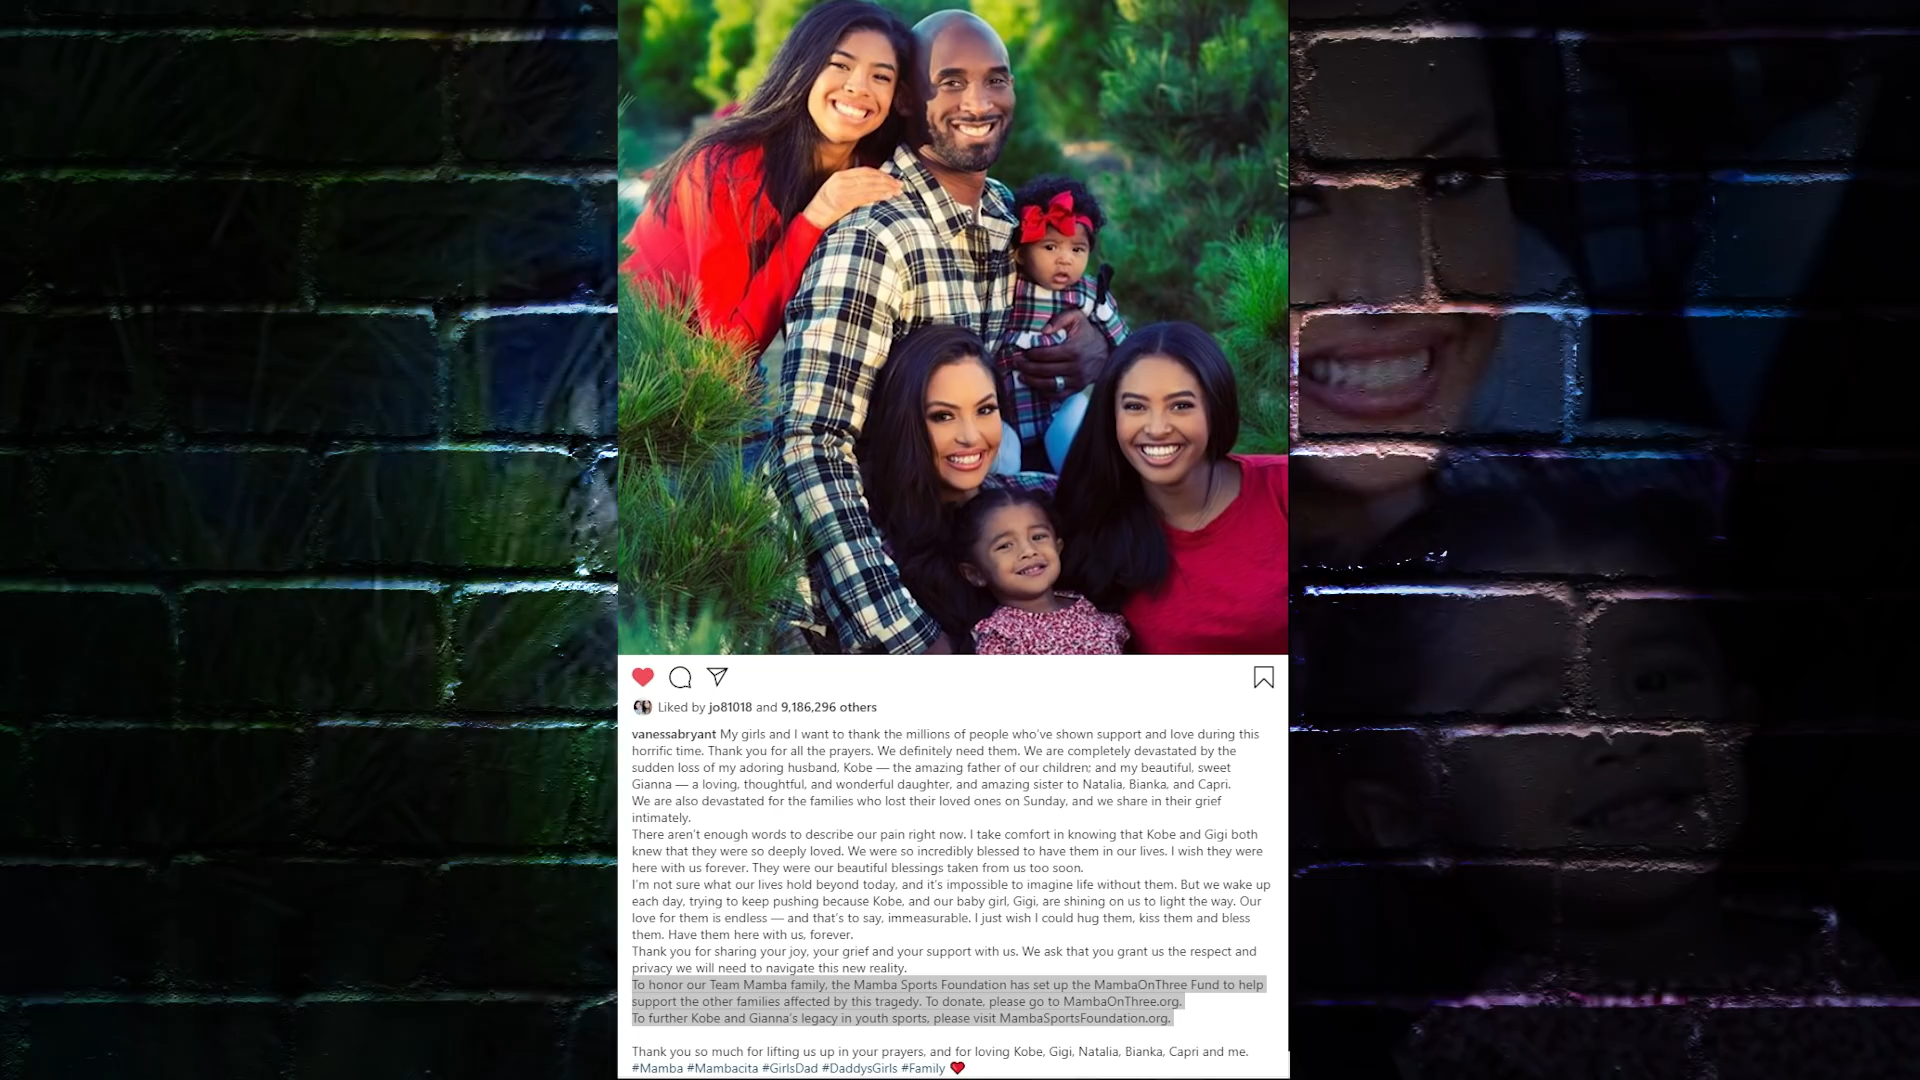 Liked by jo81018 and 9,186,296 others
vanessabryant My girls and I want to thank the millions of people who've shown support and love during this
horrific time. Thank you for all the prayers. We definitely need them. We are completely devastated by the
sudden loss of my adoring husband, Kobe — the amazing father of our children; and my beautiful, sweet
Gianna — a loving, thoughtful, and wonderful daughter, and amazing sister to Natalia, Bianka, and Capri.
We are also devastated for the families who lost their loved ones on Sunday, and we share in their grief
intimately.
There aren't enough words to describe our pain right now. I take comfort in knowing that Kobe and Gigi both
knew that they were so deeply loved. We were so incredibly blessed to have them in our lives. I wish they were
here with us forever. They were our beautiful blessings taken from us too soon.
I'm not sure what our lives hold beyond today, and it's impossible to imagine life without them. But we wake up
each day, trying to keep pushing because Kobe, and our baby girl, Gigi, are shining on us to light the way. Our
love for them is endless — and that's to say, immeasurable. I just wish I could hug them, kiss them and bless
them. Have them here with us, forever.
Thank you for sharing your joy, your grief and your support with us. We ask that you grant us the respect and
privacy we will need to navigate this new reality.
To honor our Team Mamba family, the Mamba Sports Foundation has set up the MambaOnThree Fund to help
support the other families affected by this tragedy. To donate, please go to MambaOnThree.org.
To further Kobe and Gianna's legacy in youth sports, please visit MambaSportsFoundation.org.
Thank you so much for lifting us up in your prayers, and for loving Kobe, Gigi, Natalia, Bianka, Capri and me.
#Mamba #Mambacita #GirlsDad #DaddysGirls #Family ❤️